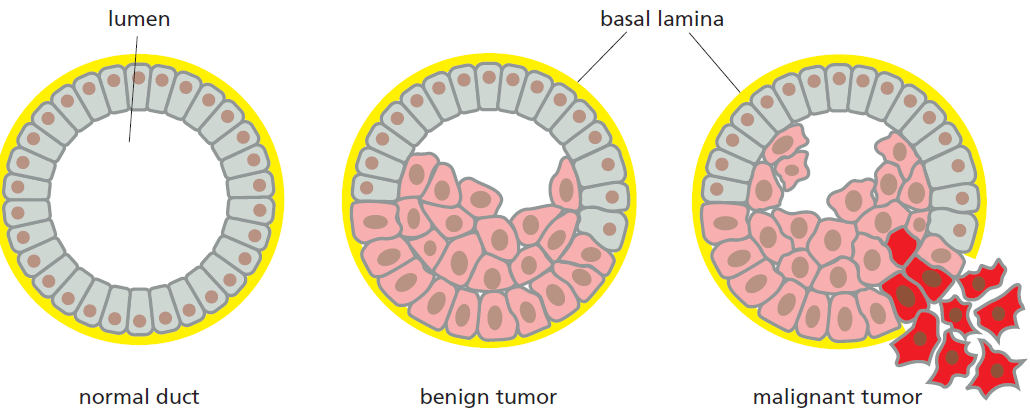 lumen
basal lamina
normal duct
benign tumor
malignant tumor